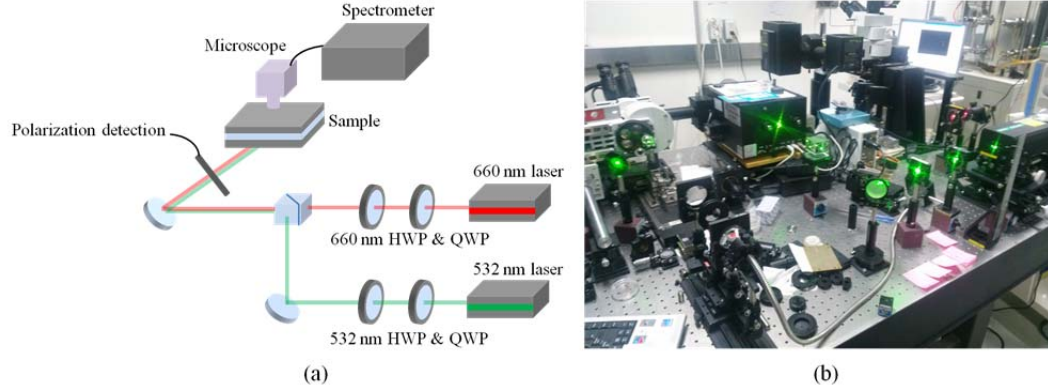 Spectrometer
Microscope
Sample
Polarization detection
660 nm laser
660 nm HWP & QWP
532 nm laser
532 nm HWP & QWP
(a)
(b)